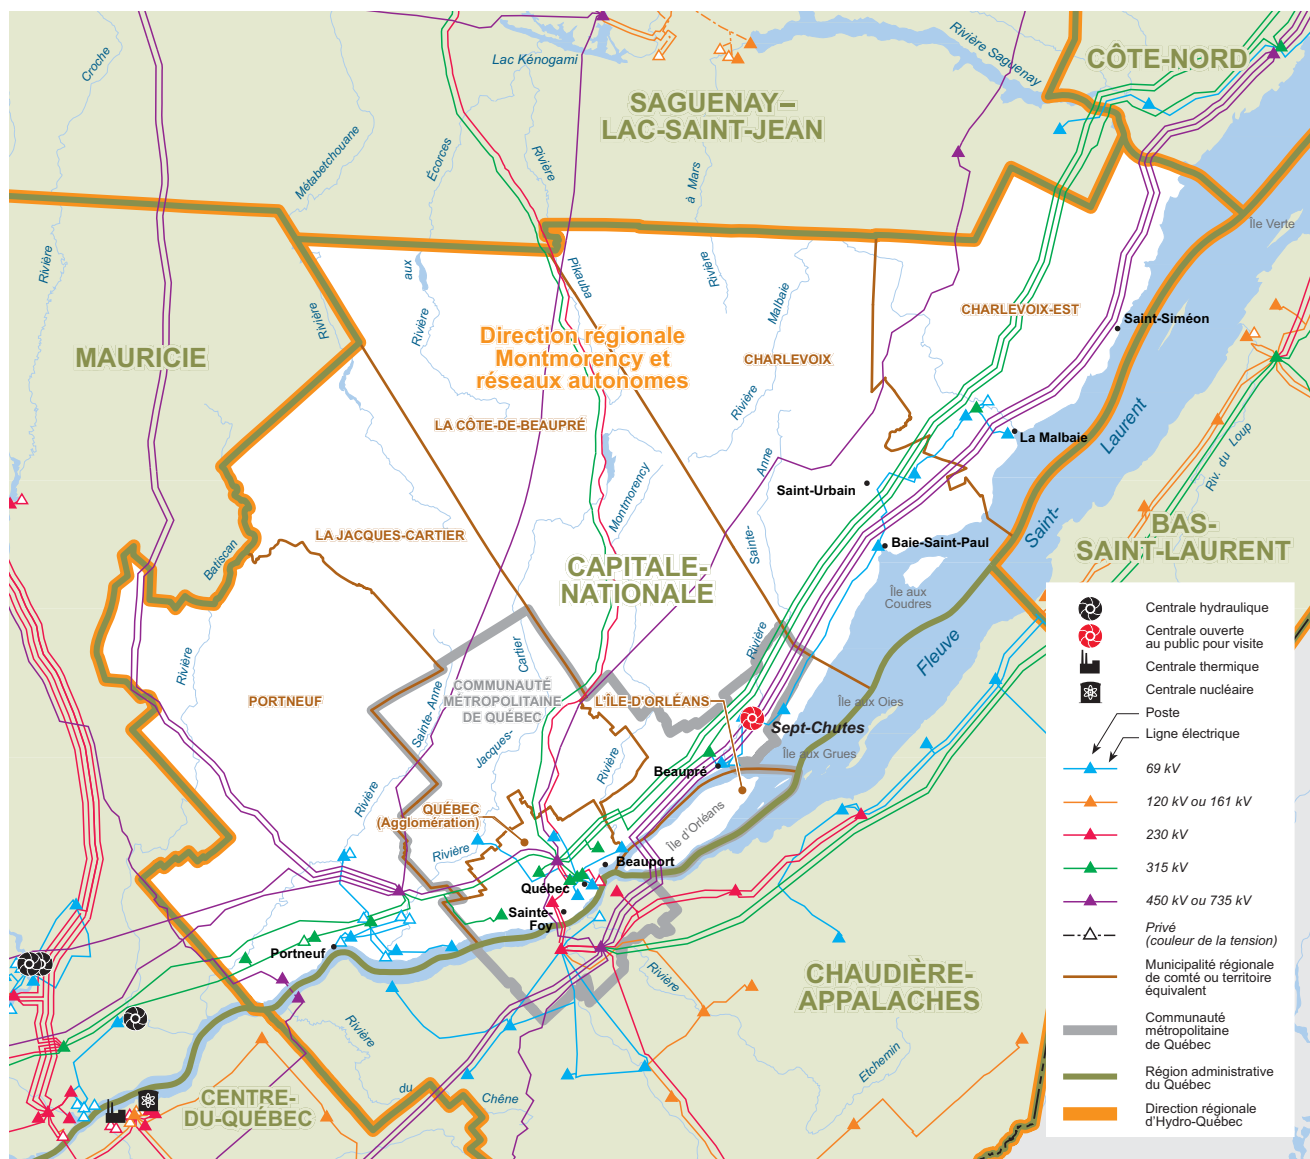 Croche
Lac Kénogami
Rivière Saguenay
CÔTE-NORD
SAGUENAY–
LAC-SAINT-JEAN
Métabetchouane
Écorces
Rivière
à Mars
Rivière
Île Verte
Rivière
aux
Rivière
Pikauba
Rivière
Malbaie
CHARLEVOIX-EST
Saint-Siméon
MAURICIE
Direction régionale
Montmorency et
réseaux autonomes
CHARLEVOIX
Rivière
LA CÔTE-DE-BEAUPRÉ
La Malbaie
Laurent
Riv. du Loup
Montmorency
Anne
Sainte-
Saint-Urbain
LA JACQUES-CARTIER
Batiscan
Baie-Saint-Paul
Saint-
BAS-
SAINT-LAURENT
CAPITALE-
NATIONALE
Île aux
Coudres
Fleuve
Rivière
Cartier
Rivière
PORTNEUF
Sainte- Anne
COMMUNAUTÉ
MÉTROPOLITAINE
DE QUÉBEC
L'ÎLE-D'ORLÉANS
Île aux Oies
Sept-Chutes
Île aux Grues
Jacques-
Rivière
Beaupré
Rivière
QUÉBEC
(Agglomération)
Île d'Orléans
Rivière
Beauport
Québec
Sainte-
Foy
Portneuf
Rivière
CHAUDIÈRE-
APPALACHES
Rivière
du
Chêne
Etchemin
CENTRE-
DU-QUÉBEC
Centrale hydraulique
Centrale ouverte
au public pour visite
Centrale thermique
Centrale nucléaire
Poste
Ligne électrique
69 kV
120 kV ou 161 kV
230 kV
315 kV
450 kV ou 735 kV
Privé
(couleur de la tension)
Municipalité régionale
de comté ou territoire
équivalent
Communauté
métropolitaine
de Québec
Région administrative
du Québec
Direction régionale
d'Hydro-Québec